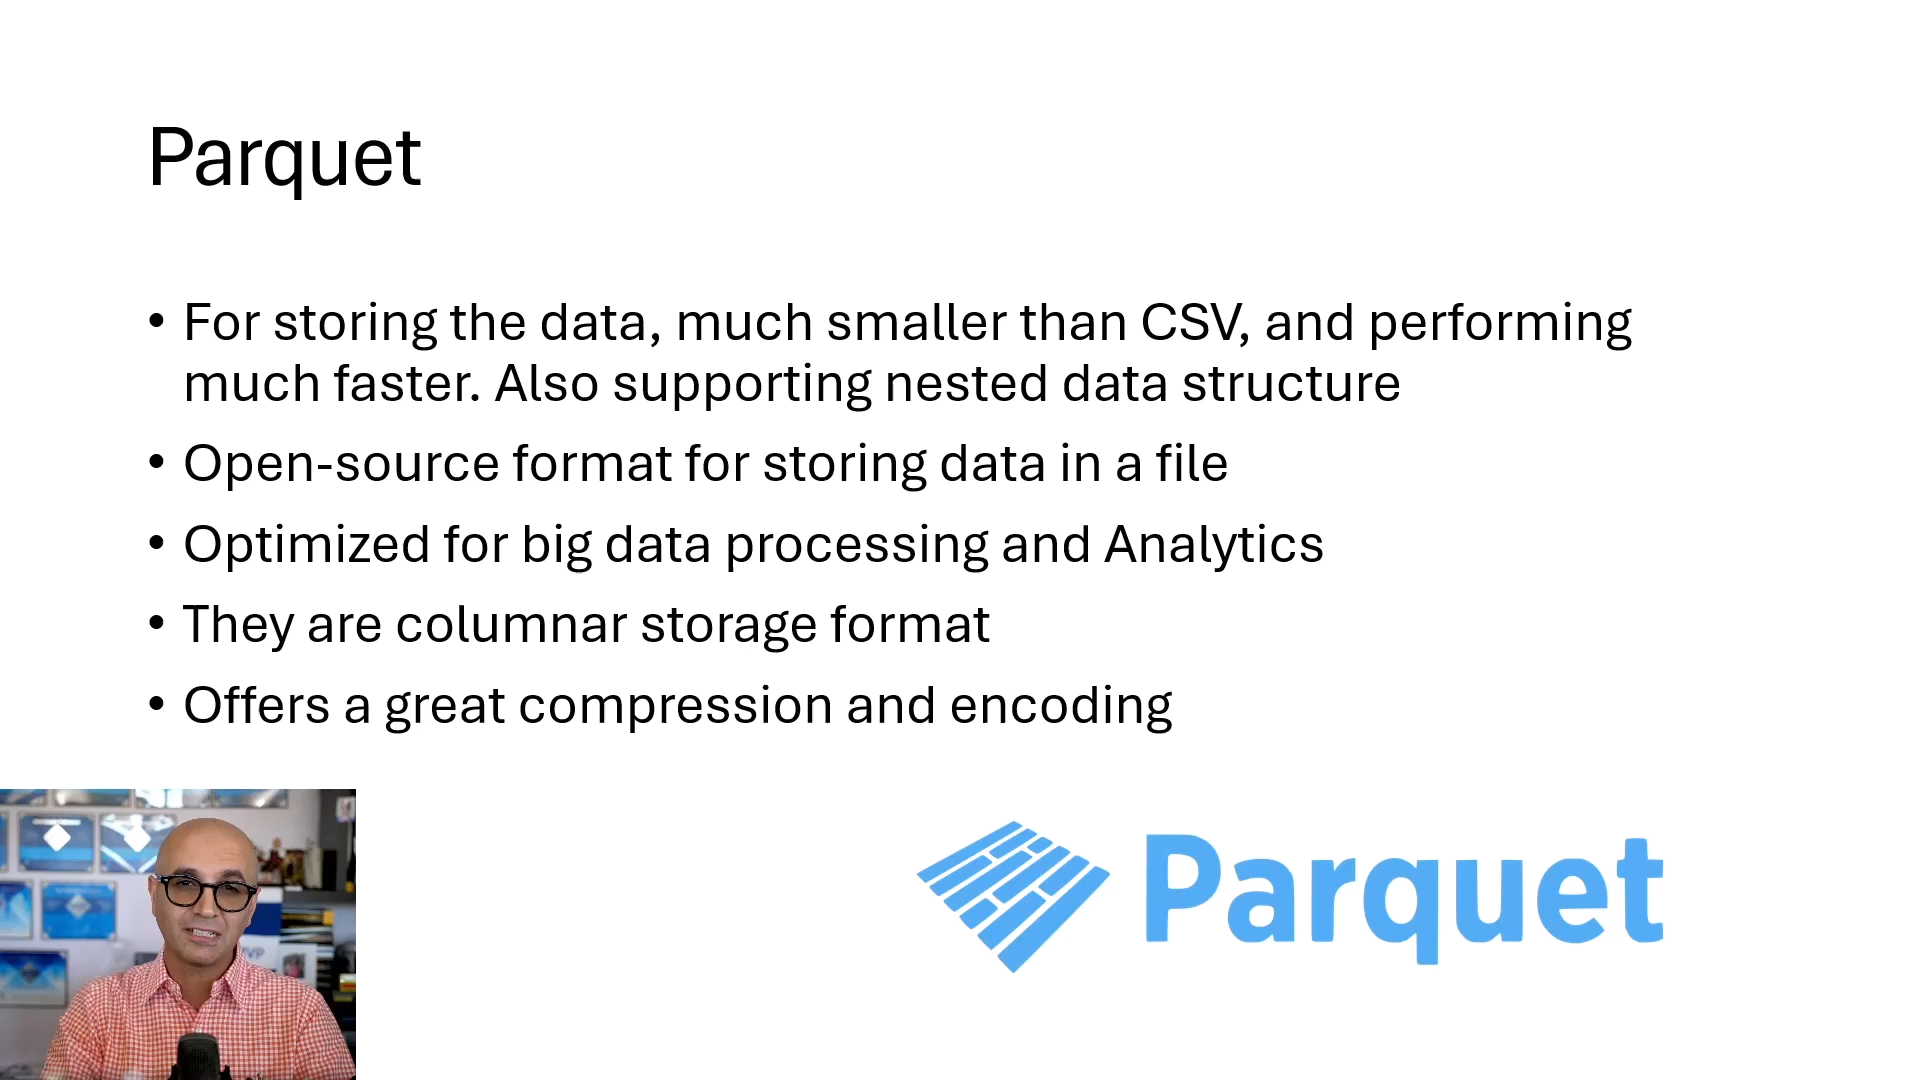 Parquet
• For storing the data, much smaller than CSV, and performing
much faster. Also supporting nested data structure
• Open-source format for storing data in a file
• Optimized for big data processing and Analytics
• They are columnar storage format
• Offers a great compression and encoding
Parquet